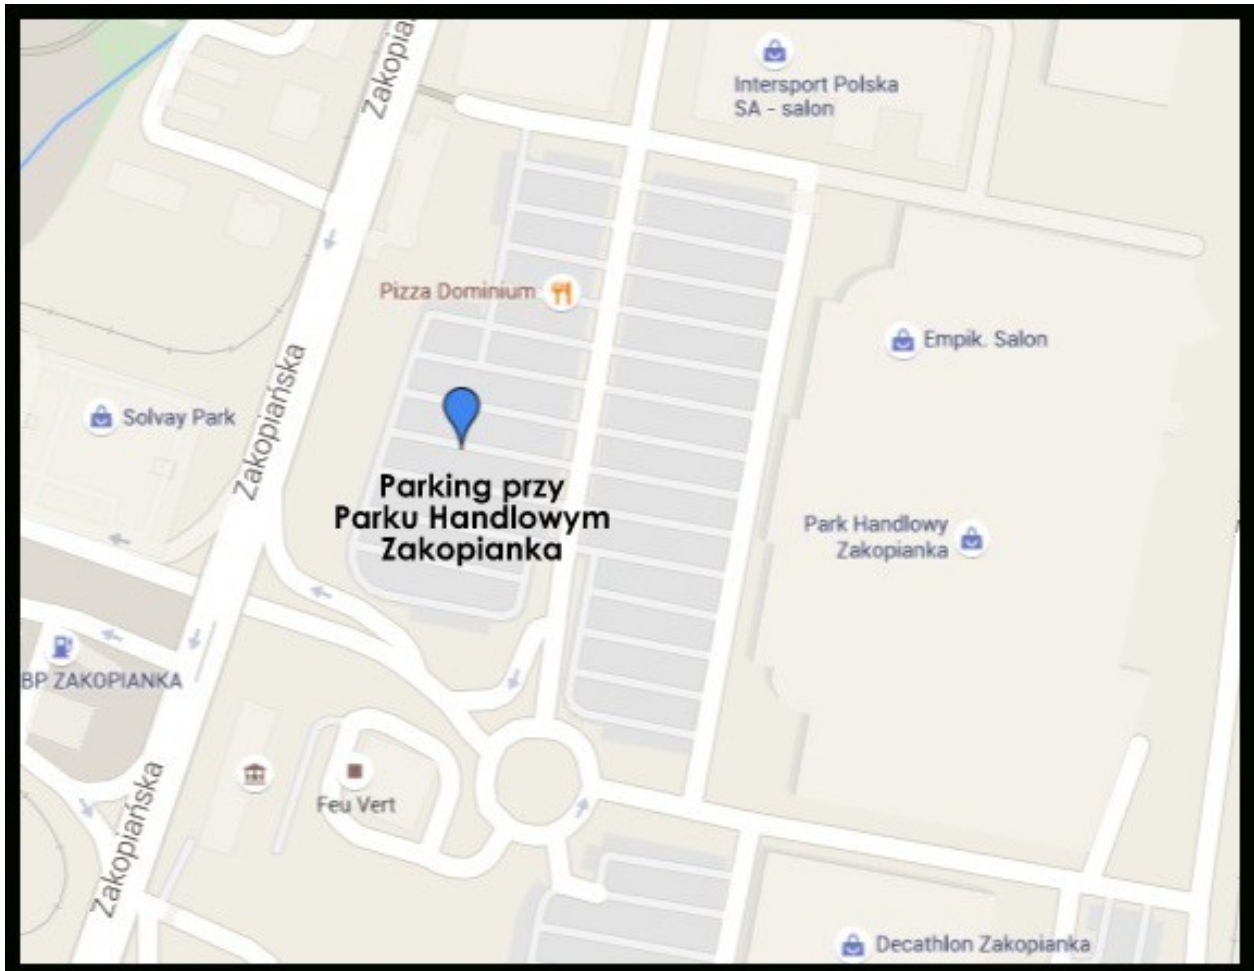 Zakopia
Intersport Polska
SA - salon
Pizza Dominium
Empik. Salon
Zakopiańska
Solvay Park
Parking przy
Parku Handlowym
Zakopianka
Park Handlowy
Zakopianka
BP ZAKOPIANKA
Feu Vert
Zakopiańska
Decathlon Zakopianka